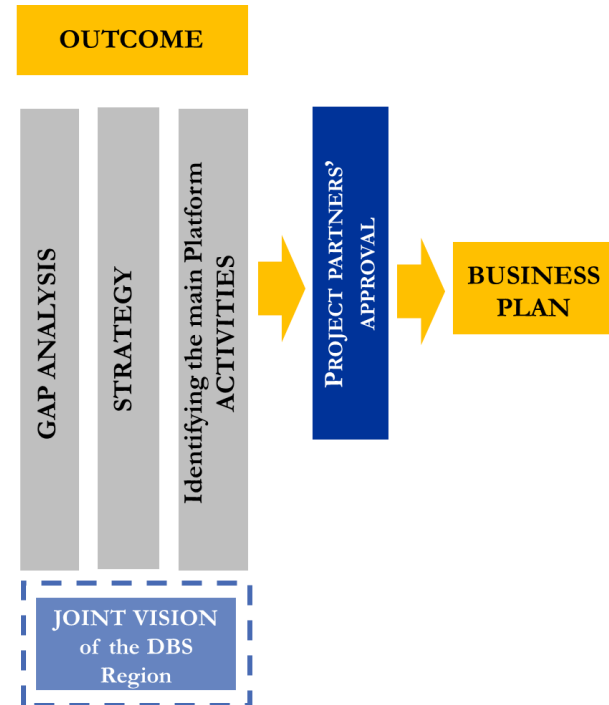 OUTCOME
GAP ANALYSIS
STRATEGY
Identifying the main Platform
ACTIVITIES
PROJECT PARTNERS’
APPROVAL
BUSINESS
PLAN
JOINT VISION
of the DBS
Region